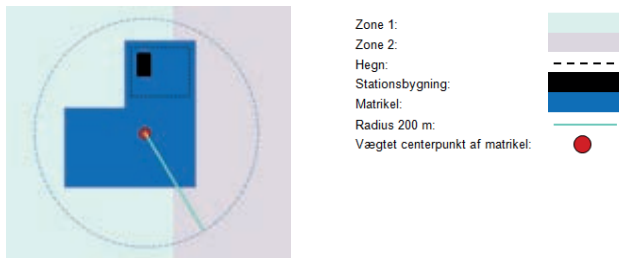 Zone 1:
Zone 2:
Hegn:
Stationsbygning:
Matrikel:
Radius 200 m:
Vægtet centerpunkt af matrikel: